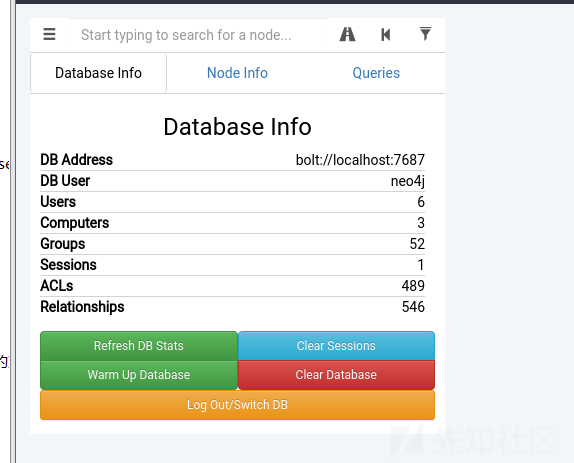 Start typing to search for a node...
Database Info Node Info Queries
Database Info
DB Address bolt://localhost:7687
DB User neo4j
Users 6
Computers 3
Groups 52
Sessions 1
ACLs 489
Relationships 546
Refresh DB Stats Clear Sessions
Warm Up Database Clear Database
Log Out/Switch DB
先知社区